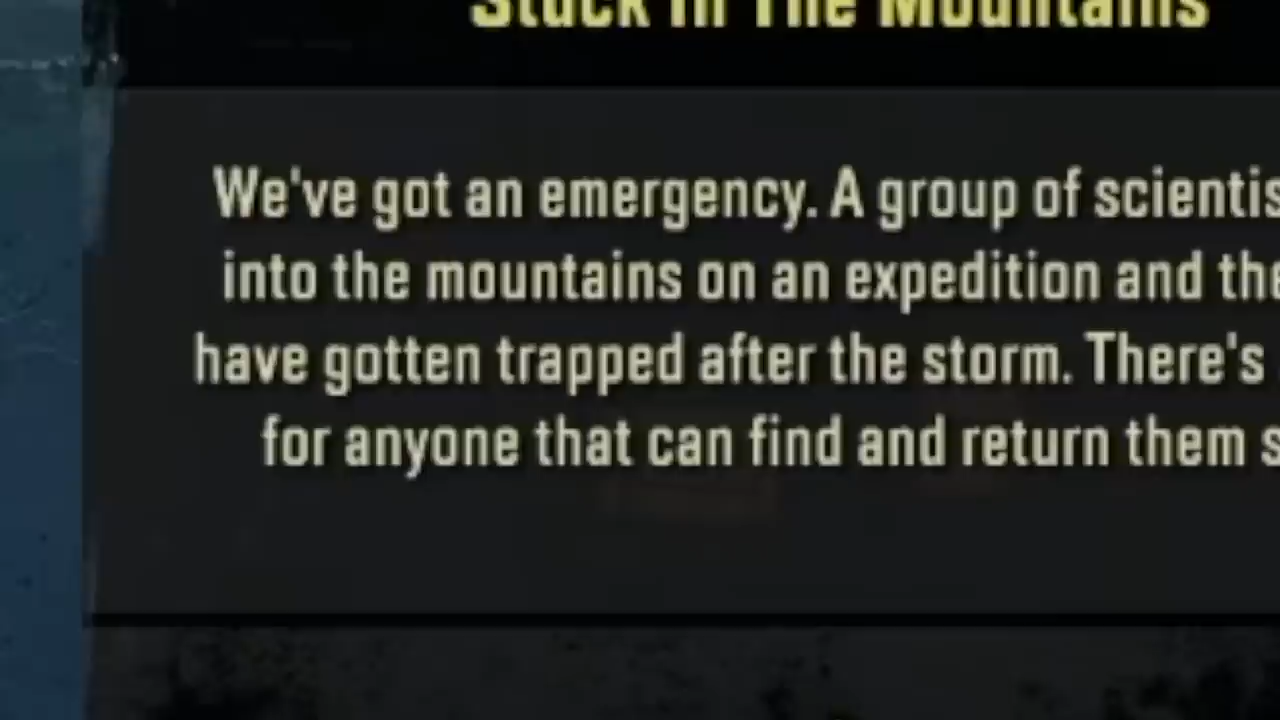 Stuck In The Mountains
We've got an emergency. A group of
into the mountains on an expedition and
have gotten trapped after the storm. There's
for anyone that can find and return them